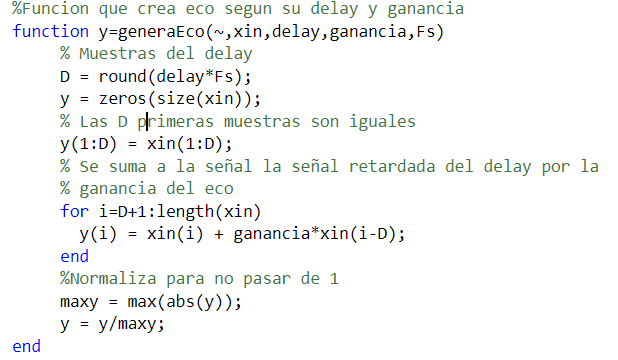 %Funcion que crea eco segun su delay y ganancia
function y=generaEco(~,xin,delay,ganancia,Fs)
% Muestras del delay
D = round(delay*Fs);
y = zeros(size(xin));
% Las D primeras muestras son iguales
y(1:D) = xin(1:D);
% Se suma a la señal la señal retardada del delay por la
% ganancia del eco
for i=D+1:length(xin)
y(i) = xin(i) + ganancia*xin(i-D);
end
%Normaliza para no pasar de 1
maxy = max(abs(y));
y = y/maxy;
end